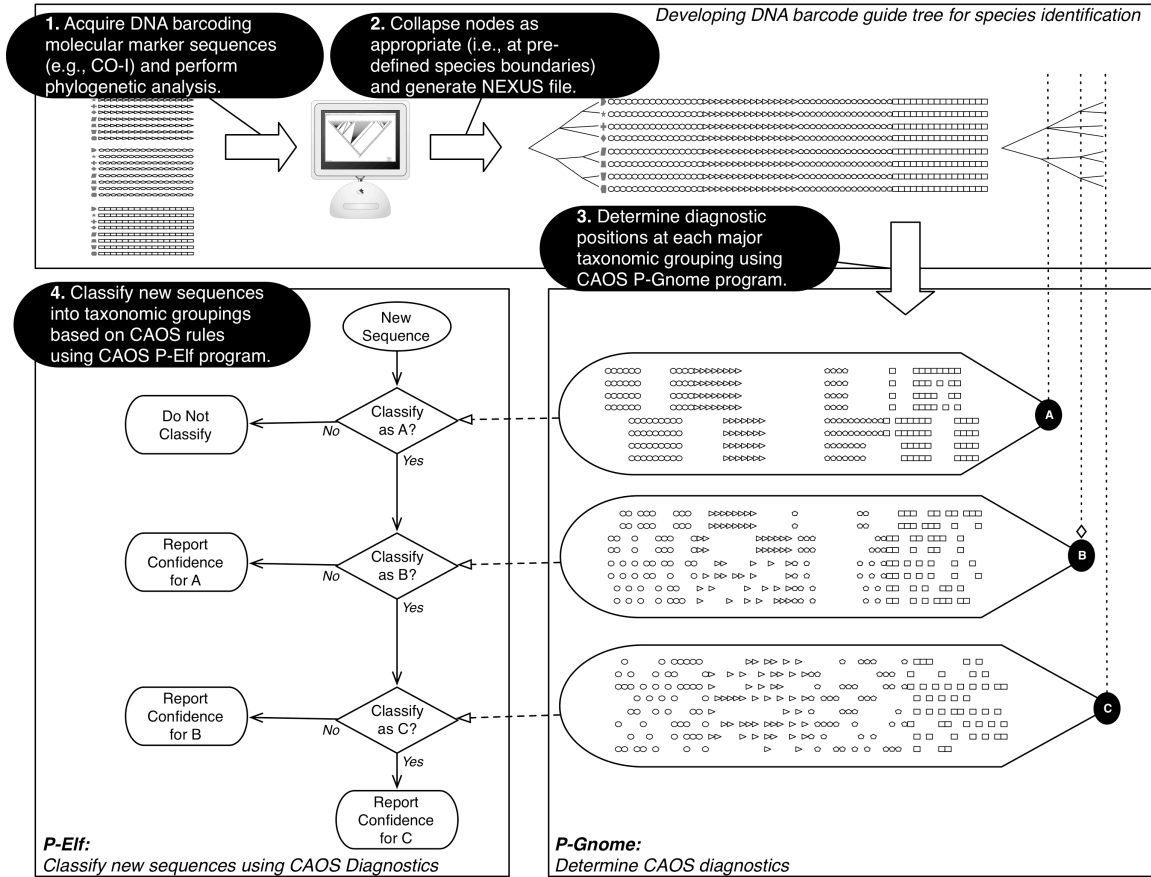 Developing DNA barcode guide tree for species identification
1. Acquire DNA barcoding
molecular marker sequences
(e.g., CO-I) and perform
phylogenetic analysis.
2. Collapse nodes as
appropriate (i.e., at pre-
defined species boundaries)
and generate NEXUS file.
3. Determine diagnostic
positions at each major
taxonomic grouping using
CAOS P-Gnome program.
4. Classify new sequences
into taxonomic groupings
based on CAOS rules
using CAOS P-Elf program.
New
Sequence
Classify
as A?
No
Do Not
Classify
Yes
Classify
as B?
No
Report
Confidence
for A
Yes
Classify
as C?
No
Report
Confidence
for B
Yes
Report
Confidence
for C
P-Elf:
Classify new sequences using CAOS Diagnostics
A
B
C
P-Gnome:
Determine CAOS diagnostics